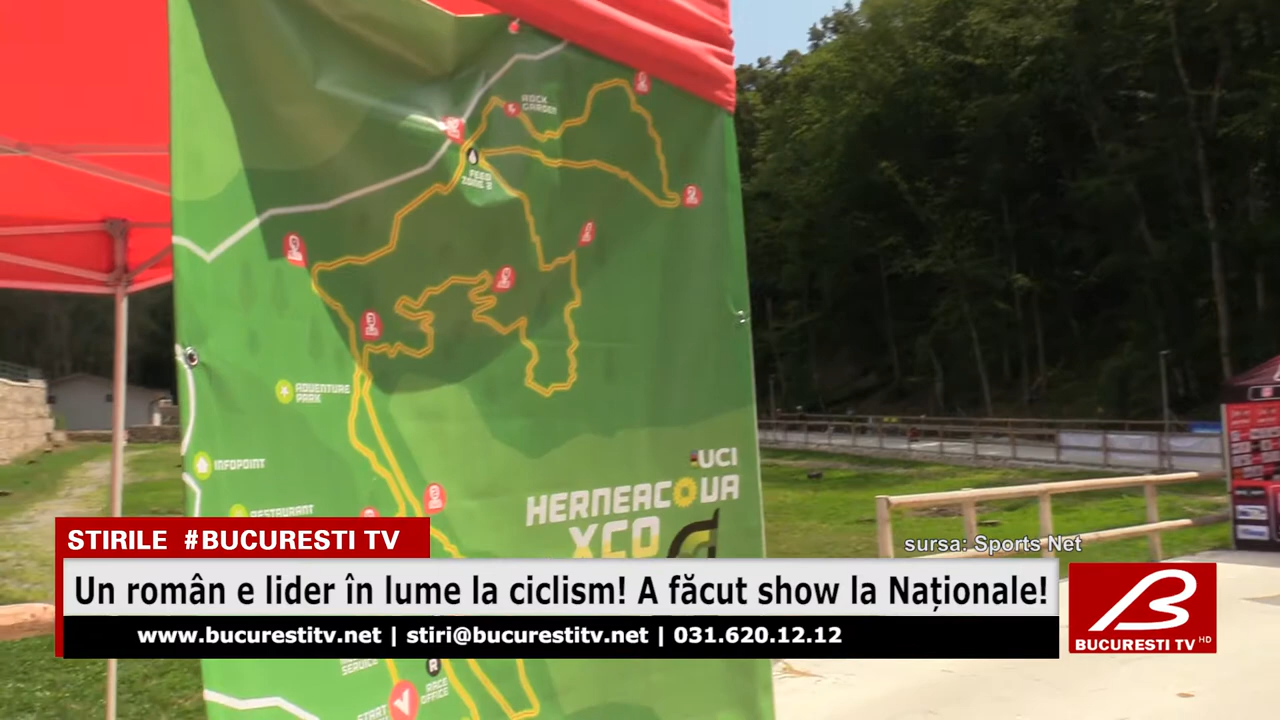 ROCK
GARDEN
FEED
ZONE B
ADVENTURE
PARK
INFOPOINT
RESTAURANT
UCI
HERNEACOVA
XCO
sursa: Sports Net
STIRILE #BUCURESTI TV
Un român e lider în lume la ciclism! A făcut show la Naționale!
www.bucurestitv.net | stiri@bucurestitv.net | 031.620.12.12
BUCURESTI TV HD
SERVICE
RACE
OFFICE
START